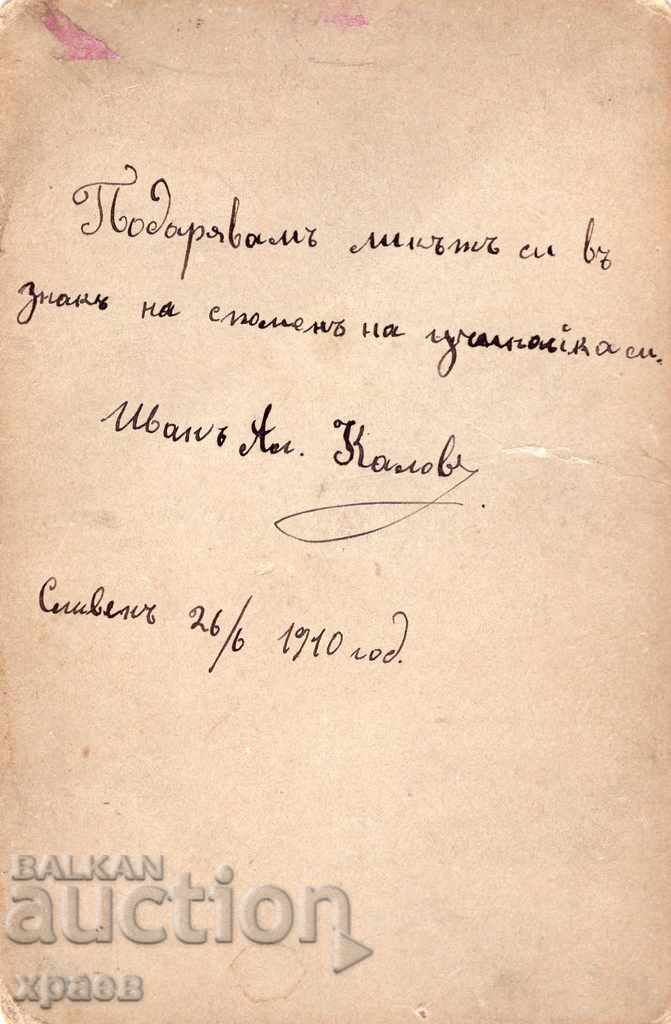 Подарявамъ ликътъ си въ
знакъ на споменъ на си.
Иванъ Ал. Каловъ
Сливенъ 26/6 1910 год.
BALKAN
auction
храев